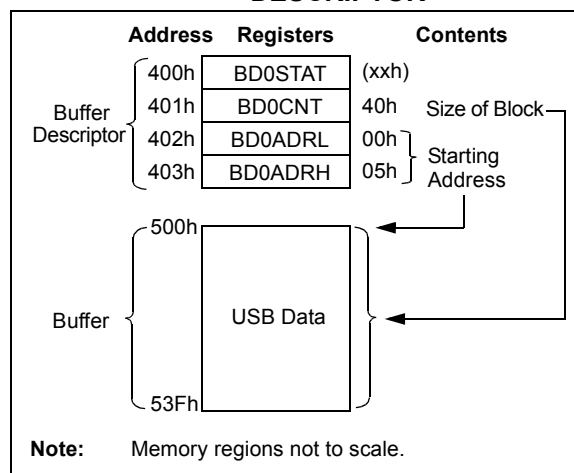 DESCRIPTOR
Address Registers Contents
400h BD0STAT (xxh)
401h BD0CNT 40h Size of Block
Buffer
Descriptor
402h BD0ADRL 00h
403h BD0ADRH 05h
Starting
Address
500h
Buffer USB Data
53Fh
Note: Memory regions not to scale.